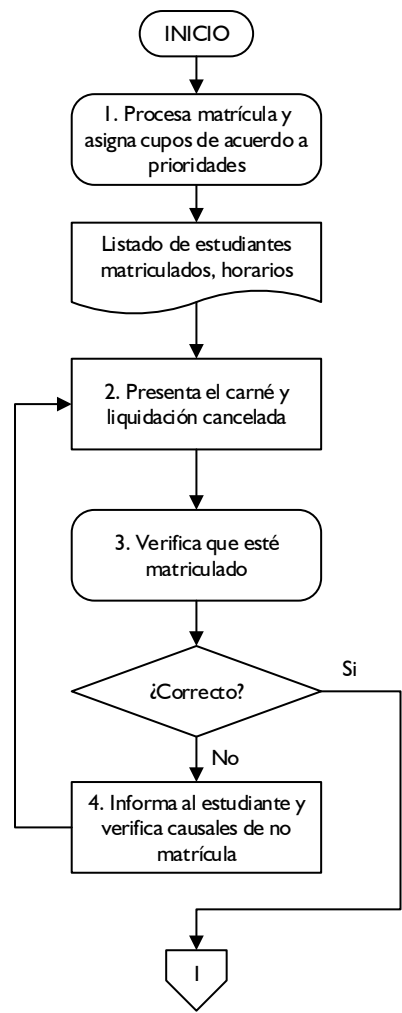 INICIO
1. Procesa matrícula y
asigna cupos de acuerdo a
prioridades
Listado de estudiantes
matriculados, horarios
2. Presenta el carné y
liquidación cancelada
3. Verifica que esté
matriculado
¿Correcto?
Si
No
4. Informa al estudiante y
verifica causales de no
matrícula
1